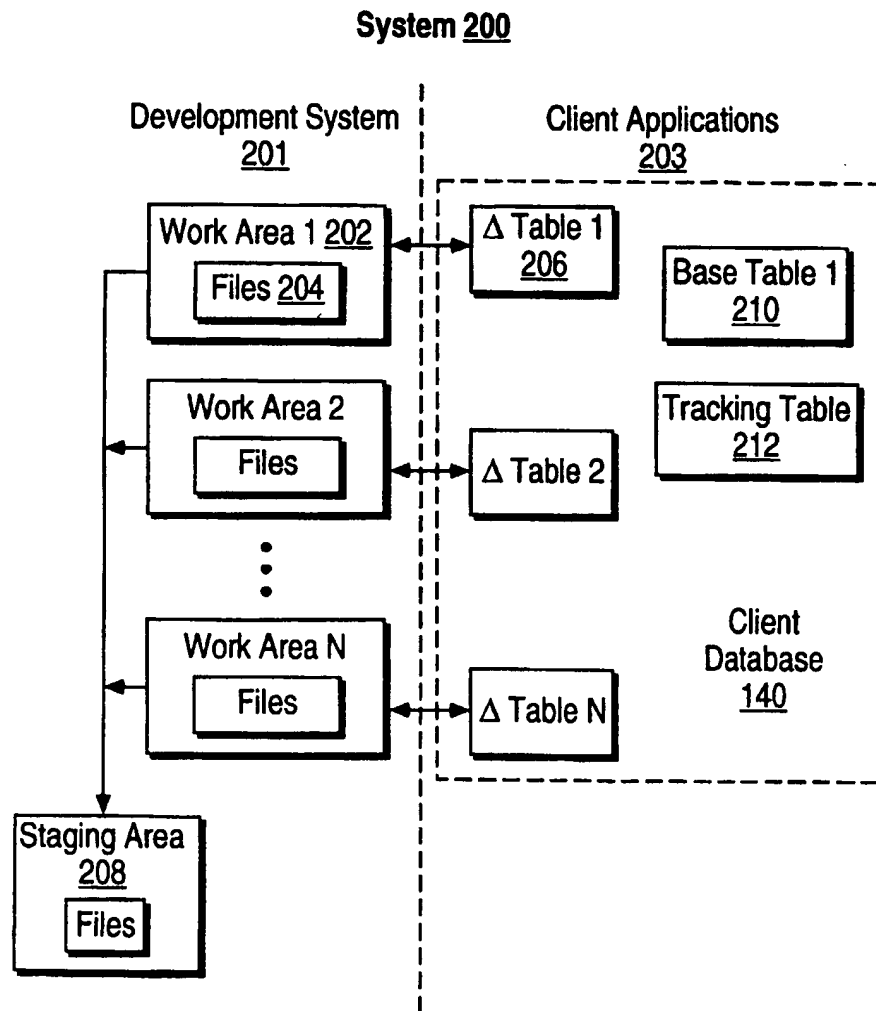 System 200
Development System
201
Client Applications
203
Work Area 1 202
Files 204
Δ Table 1
206
Base Table 1
210
Work Area 2
Files
Δ Table 2
Tracking Table
212
Work Area N
Files
Δ Table N
Client
Database
140
Staging Area
208
Files